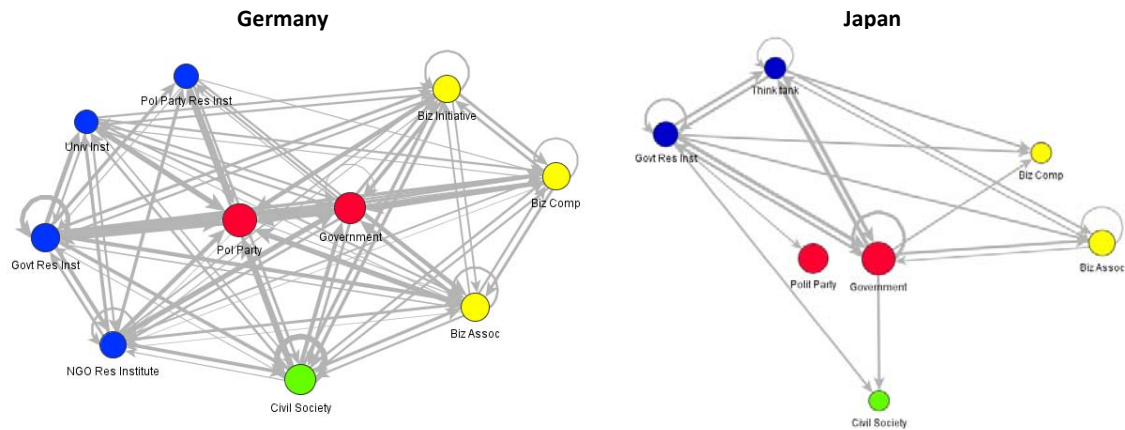 Germany
Japan
Pol Party Res Inst
Biz Initiative
Univ Inst
Biz Comp
Pol Party
Government
Govt Res Inst
Biz Assoc
NGO Res Institute
Civil Society
Think tank
Govt Res Inst
Biz Comp
Polit Party
Government
Biz Assoc
Civil Society